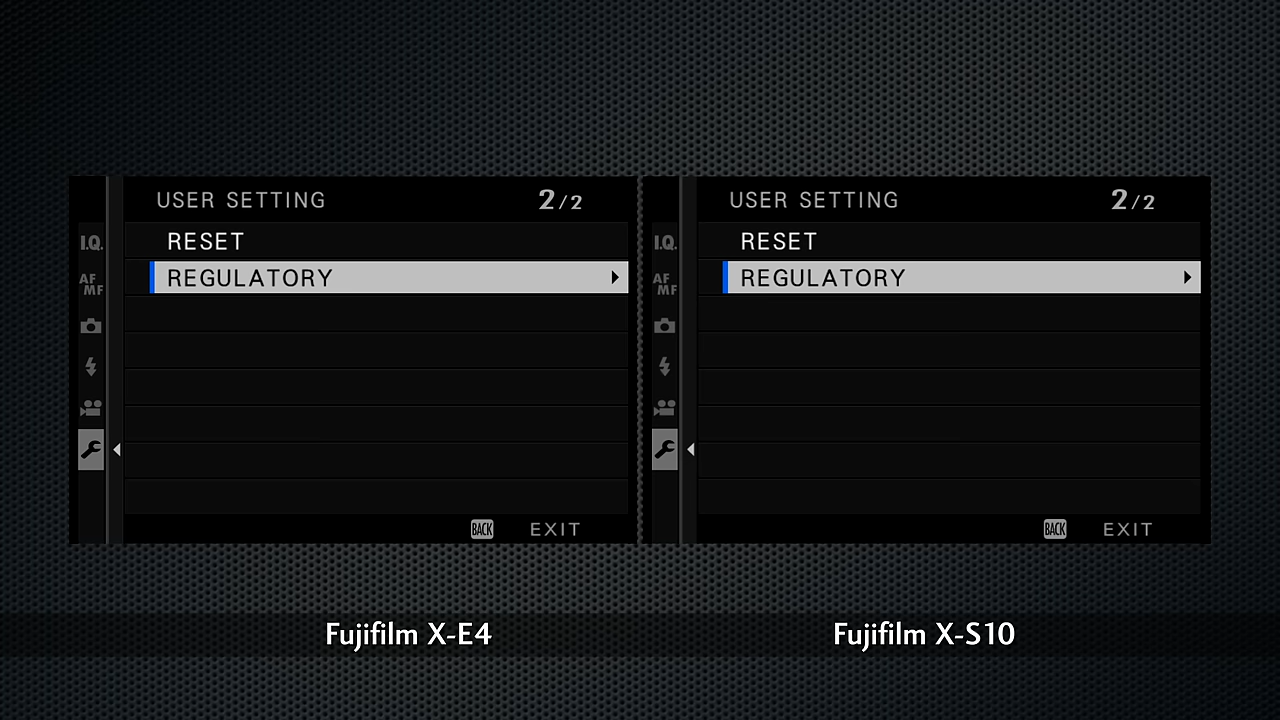 USER SETTING 2/2
I.Q. RESET
AF MF REGULATORY
BACK EXIT
USER SETTING 2/2
I.Q. RESET
AF MF REGULATORY
BACK EXIT
Fujifilm X-E4
Fujifilm X-S10